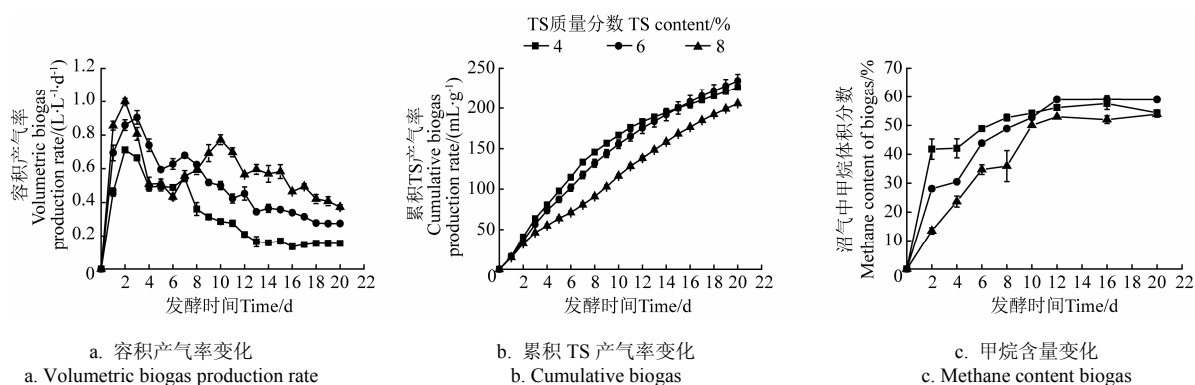 TS质量分数 TS content/%
4 6 8
容积产气率
Volumetric biogas
production rate/(L·L⁻¹·d⁻¹)
1.2
1.0
0.8
0.6
0.4
0.2
0
2 4 6 8 10 12 14 16 18 20 22
发酵时间Time/d
a. 容积产气率变化
a. Volumetric biogas production rate
累积TS产气率
Cumulative biogas
production rate/(mL·g⁻¹)
250
200
150
100
50
0
2 4 6 8 10 12 14 16 18 20 22
发酵时间Time/d
b. 累积 TS 产气率变化
b. Cumulative biogas
沼气中甲烷体积分数
Methane content of biogas/%
70
60
50
40
30
20
10
0
2 4 6 8 10 12 14 16 18 20 22
发酵时间Time/d
c. 甲烷含量变化
c. Methane content biogas